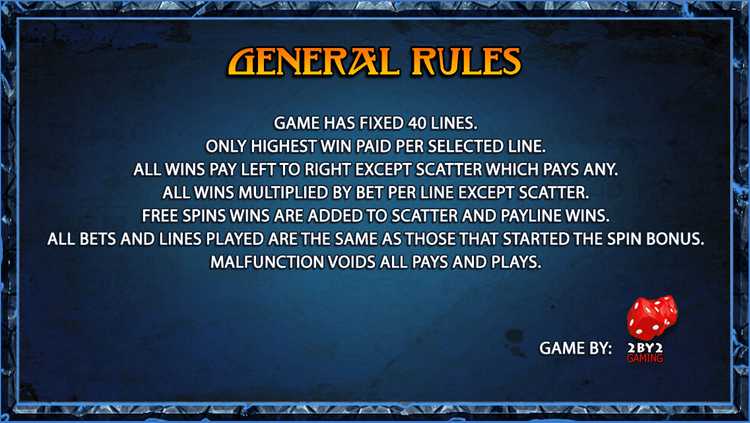 GENERAL RULES
GAME HAS FIXED 40 LINES.
ONLY HIGHEST WIN PAID PER SELECTED LINE.
ALL WINS PAY LEFT TO RIGHT EXCEPT SCATTER WHICH PAYS ANY.
ALL WINS MULTIPLIED BY BET PER LINE EXCEPT SCATTER.
FREE SPINS WINS ARE ADDED TO SCATTER AND PAYLINE WINS.
ALL BETS AND LINES PLAYED ARE THE SAME AS THOSE THAT STARTED THE SPIN BONUS.
MALFUNCTION VOIDS ALL PAYS AND PLAYS.
GAME BY: 2BY2
GAMING